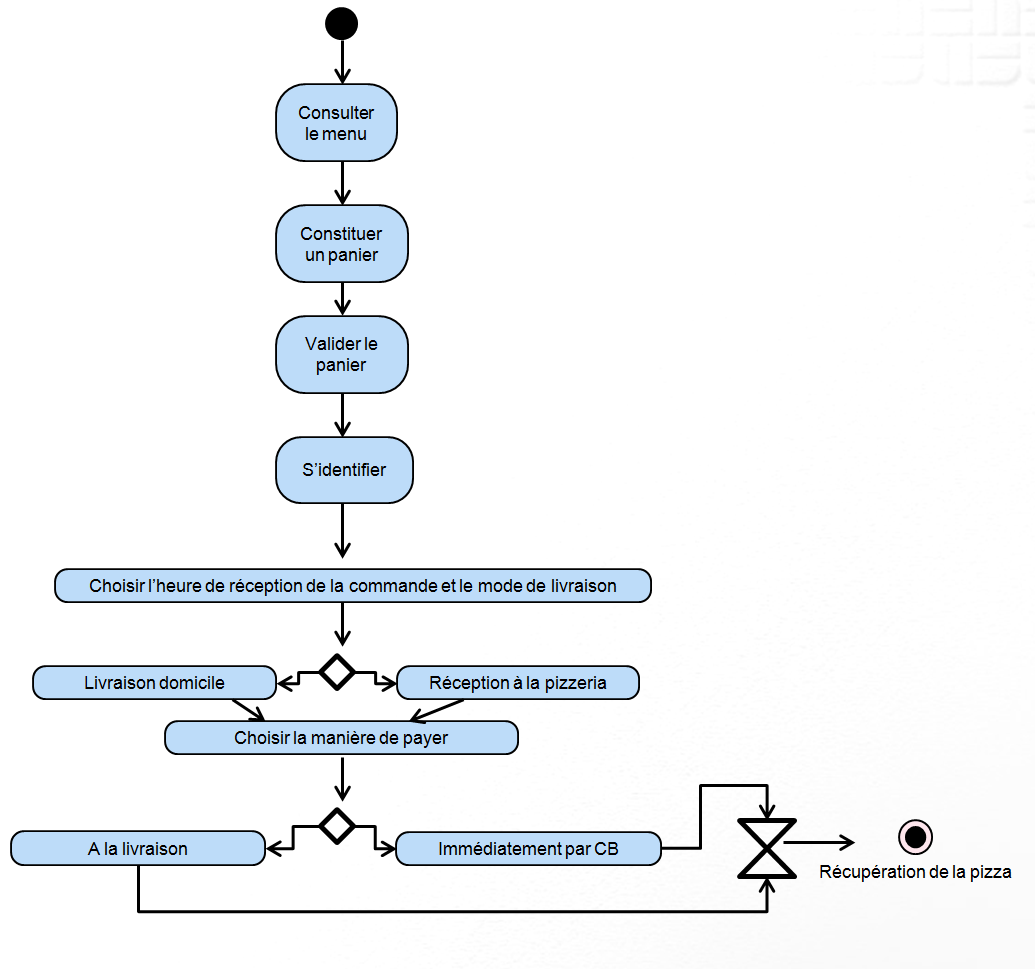 Consulter
le menu
Constituer
un panier
Valider le
panier
S’identifier
Choisir l’heure de réception de la commande et le mode de livraison
Livraison domicile
Réception à la pizzeria
Choisir la manière de payer
A la livraison
Immédiatement par CB
Récupération de la pizza